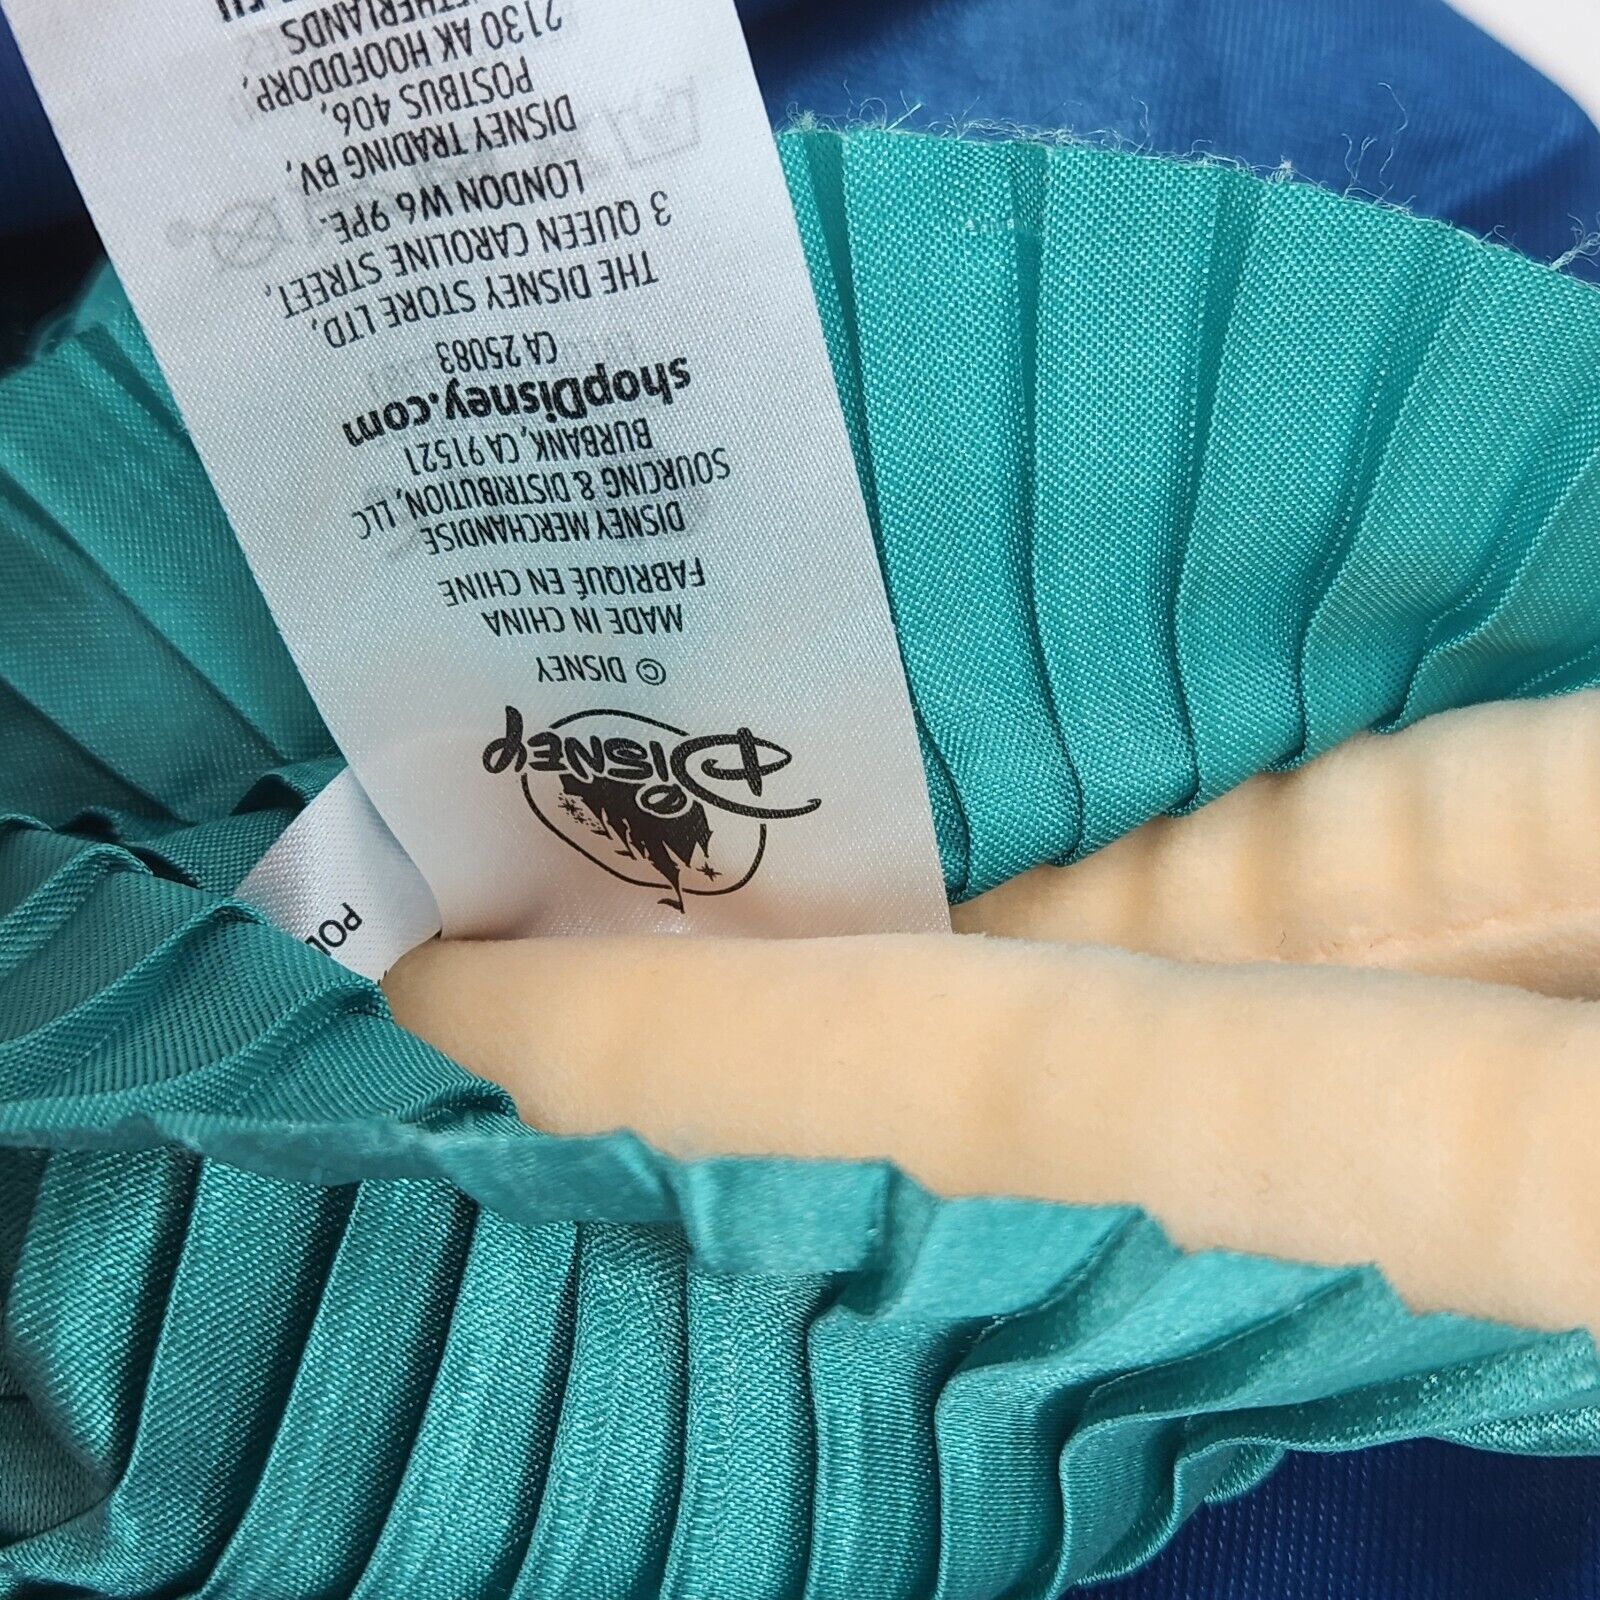 DISNEY
© DISNEY
MADE IN CHINA
FABRIQUÉ EN CHINE
DISNEY MERCHANDISE
SOURCING & DISTRIBUTION, LLC
BURBANK, CA 91521
shopDisney.com
CA 25083
THE DISNEY STORE LTD,
3 QUEEN CAROLINE STREET,
LONDON W6 9PE.
DISNEY TRADING BV,
POSTBUS 406,
2130 AK HOOFDDORP,
NETHERLANDS